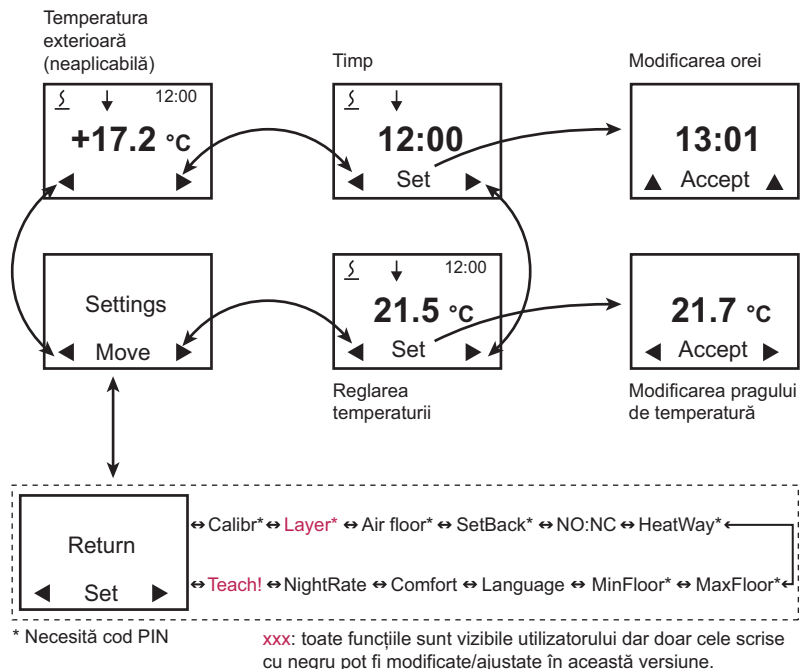 Temperatura
exterioară
(neaplicabilă)
Timp
Modificarea orei
12:00
+17.2 °C
12:00
Set
13:01
Accept
Settings
Move
12:00
21.5 °C
Set
21.7 °C
Accept
Reglarea
temperaturii
Modificarea pragului
de temperatură
Return
Set
Calibr* ↔ Layer* ↔ Air floor* ↔ SetBack* ↔ NO:NC ↔ HeatWay*
Teach! ↔ NightRate ↔ Comfort ↔ Language ↔ MinFloor* ↔ MaxFloor*
* Necesită cod PIN
xxx: toate funcțiile sunt vizibile utilizatorului dar doar cele scrise
cu negru pot fi modificate/ajustate în această versiune.